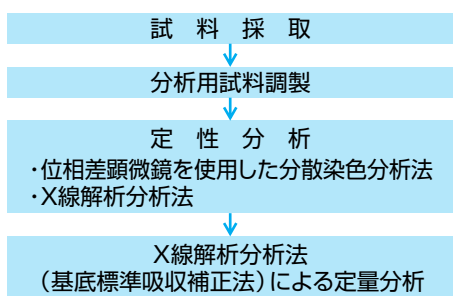 試料採取
分析用試料調製
定性分析
・位相差顕微鏡を使用した分散染色分析法
・X線解析分析法
X線解析分析法
（基底標準吸収補正法）による定量分析